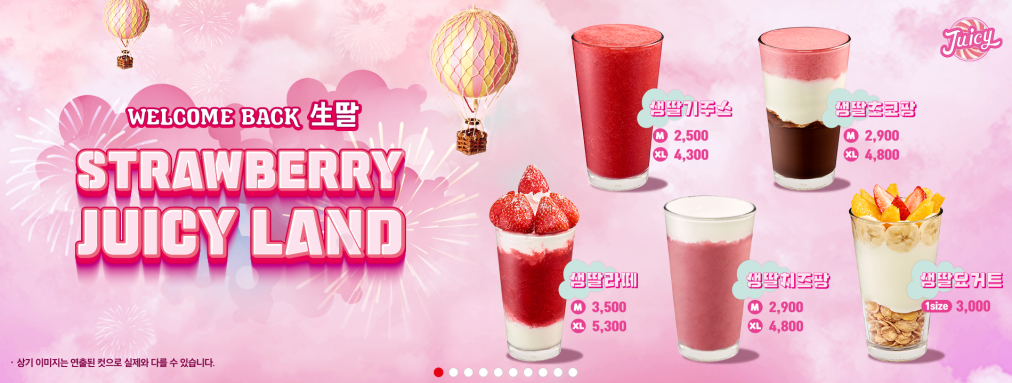 WELCOME BACK 生딸
STRAWBERRY
JUICY LAND
Juicy
생딸기주스
M 2,500
XL 4,300
생딸초코팡
M 2,900
XL 4,800
생딸라떼
M 3,500
XL 5,300
생딸치즈팡
M 2,900
XL 4,800
생딸요거트
1size 3,000
· 상기 이미지는 연출된 컷으로 실제와 다를 수 있습니다.